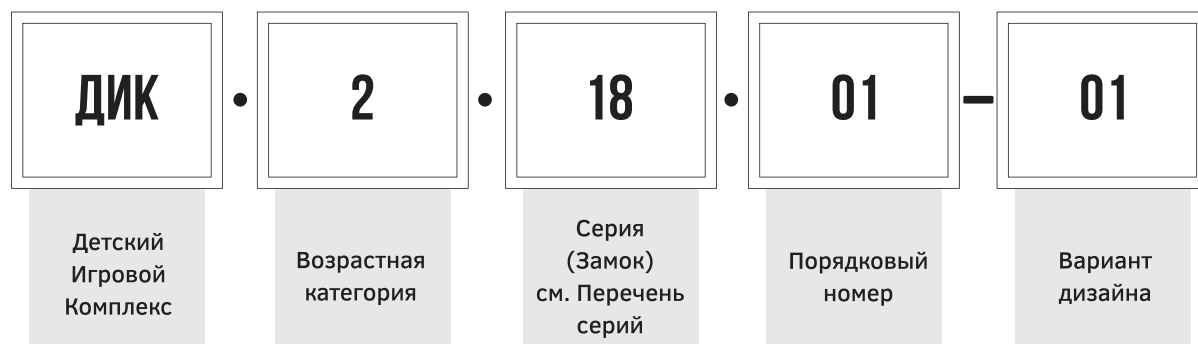 ДИК • 2 • 18 • 01 – 01
Детский
Игровой
Комплекс
Возрастная
категория
Серия
(Замок)
см. Перечень
серий
Порядковый
номер
Вариант
дизайна